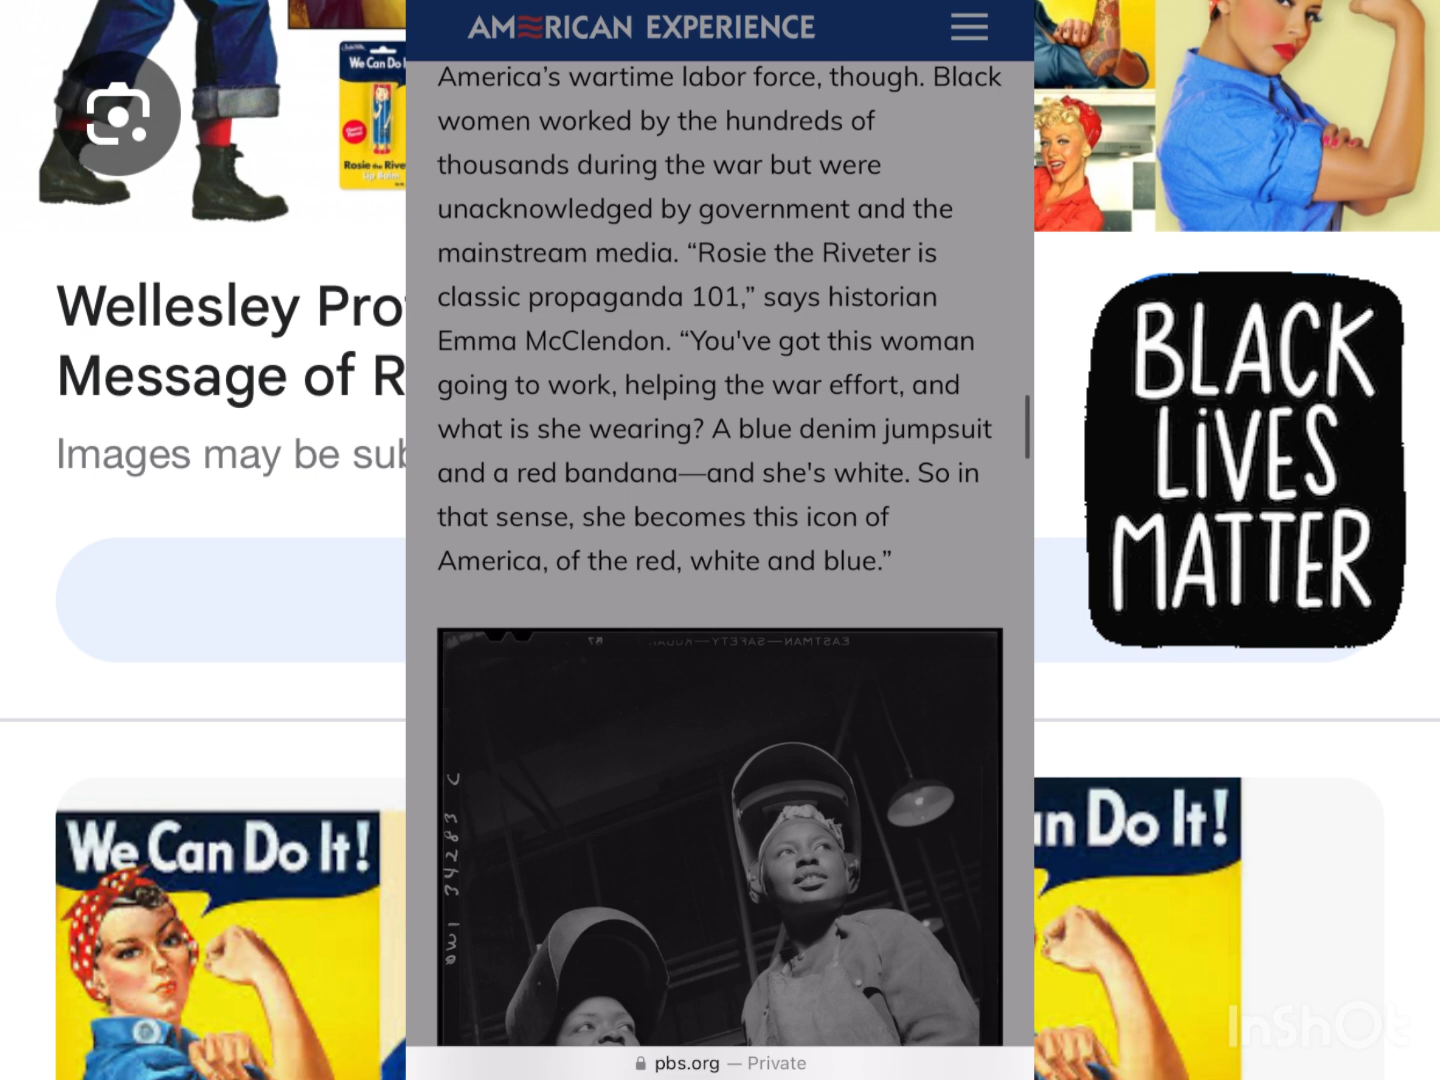 AMERICAN EXPERIENCE
America's wartime labor force, though. Black
women worked by the hundreds of
thousands during the war but were
unacknowledged by government and the
mainstream media. “Rosie the Riveter is
classic propaganda 101,” says historian
Emma McClendon. “You've got this woman
going to work, helping the war effort, and
what is she wearing? A blue denim jumpsuit
and a red bandana—and she's white. So in
that sense, she becomes this icon of
America, of the red, white and blue.”
EASTMAN—SAFETY—KODAK
OWI 34283 C
pbs.org — Private
We Can Do I
Rosie the Rive
Lip Balm
Wellesley Pro
Message of R
Images may be sub
We Can Do It!
BLACK
LiVES
MATTER
an Do It!
InShOt